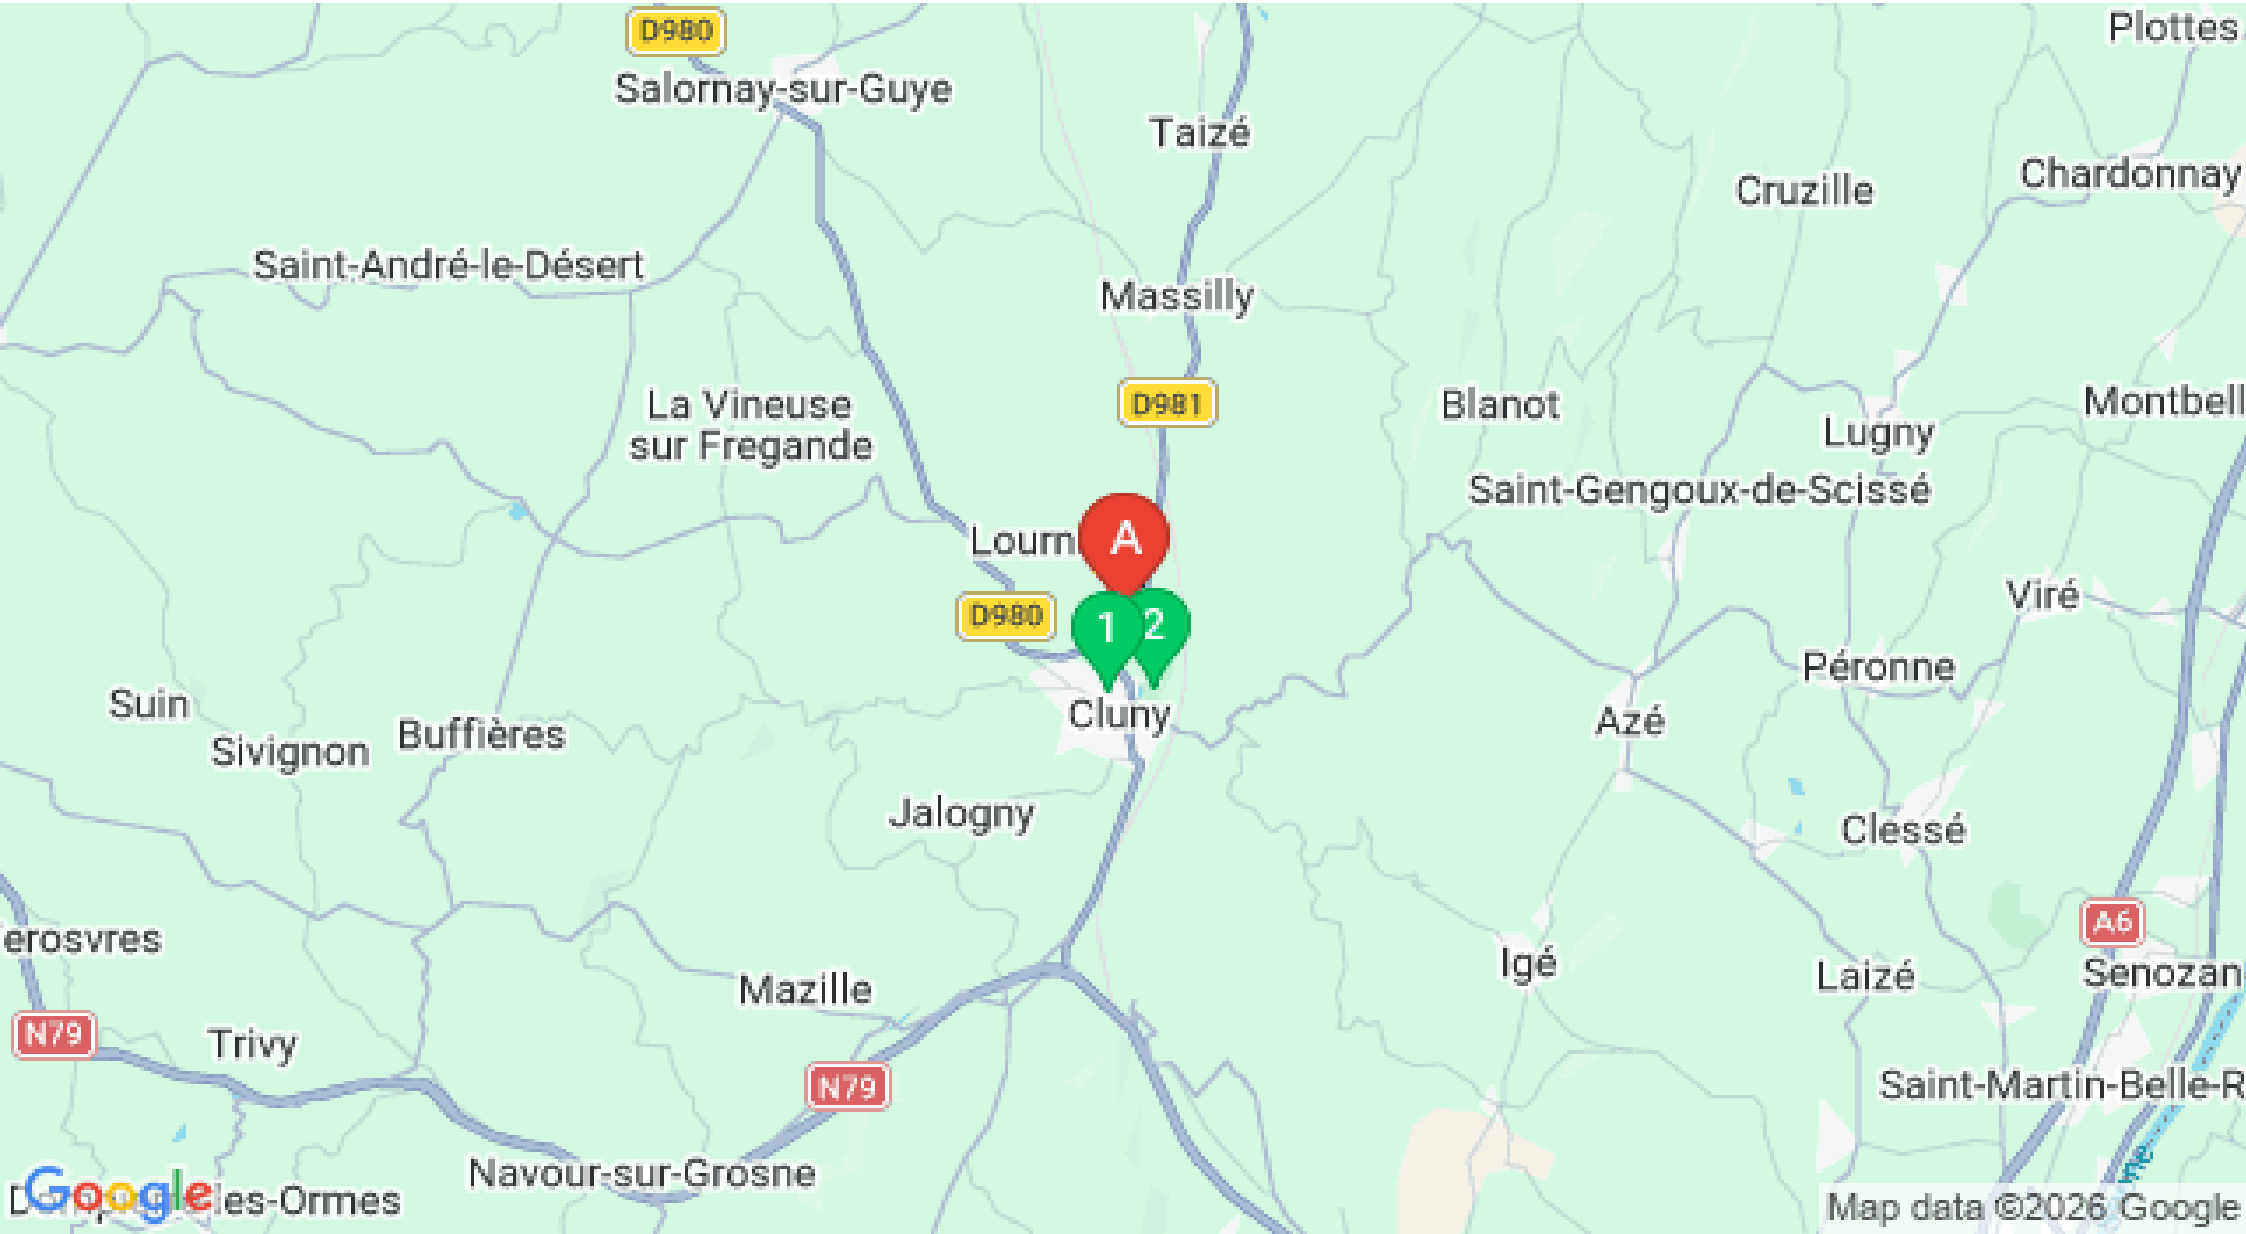 D980
Plottes
Salornay-sur-Guye
Taizé
Chardonnay
Cruzille
Saint-André-le-Désert
Massilly
D981
La Vineuse
sur Fregande
Blanot
Montbell
Lugny
Saint-Gengoux-de-Scissé
A
Lourn
D980
1
2
Viré
Péronne
Suin
Cluny
Azé
Buffières
Sivignon
Jalogny
Clessé
A6
erosvres
Igé
Laizé
Senozan
Mazille
N79
Trivy
N79
Saint-Martin-Belle-R
Navour-sur-Grosne
Google
les-Ormes
Map data ©2026 Google